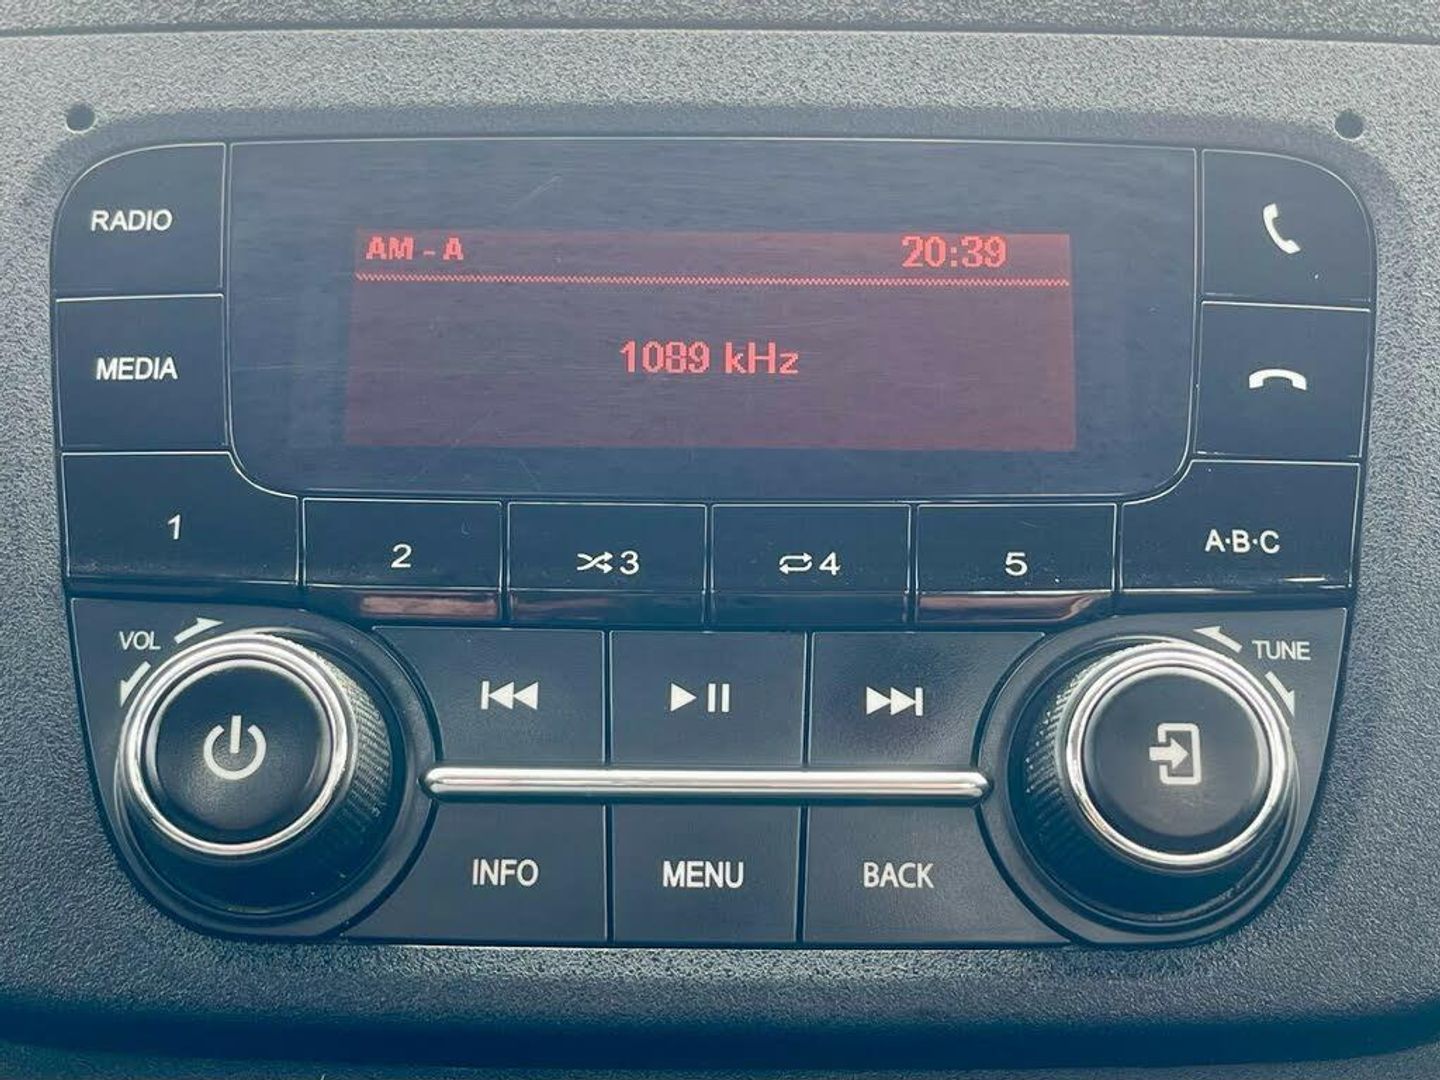 RADIO
AM - A
20:39
MEDIA
1089 kHz
1
2
3
4
5
A·B·C
VOL
TUNE
INFO
MENU
BACK